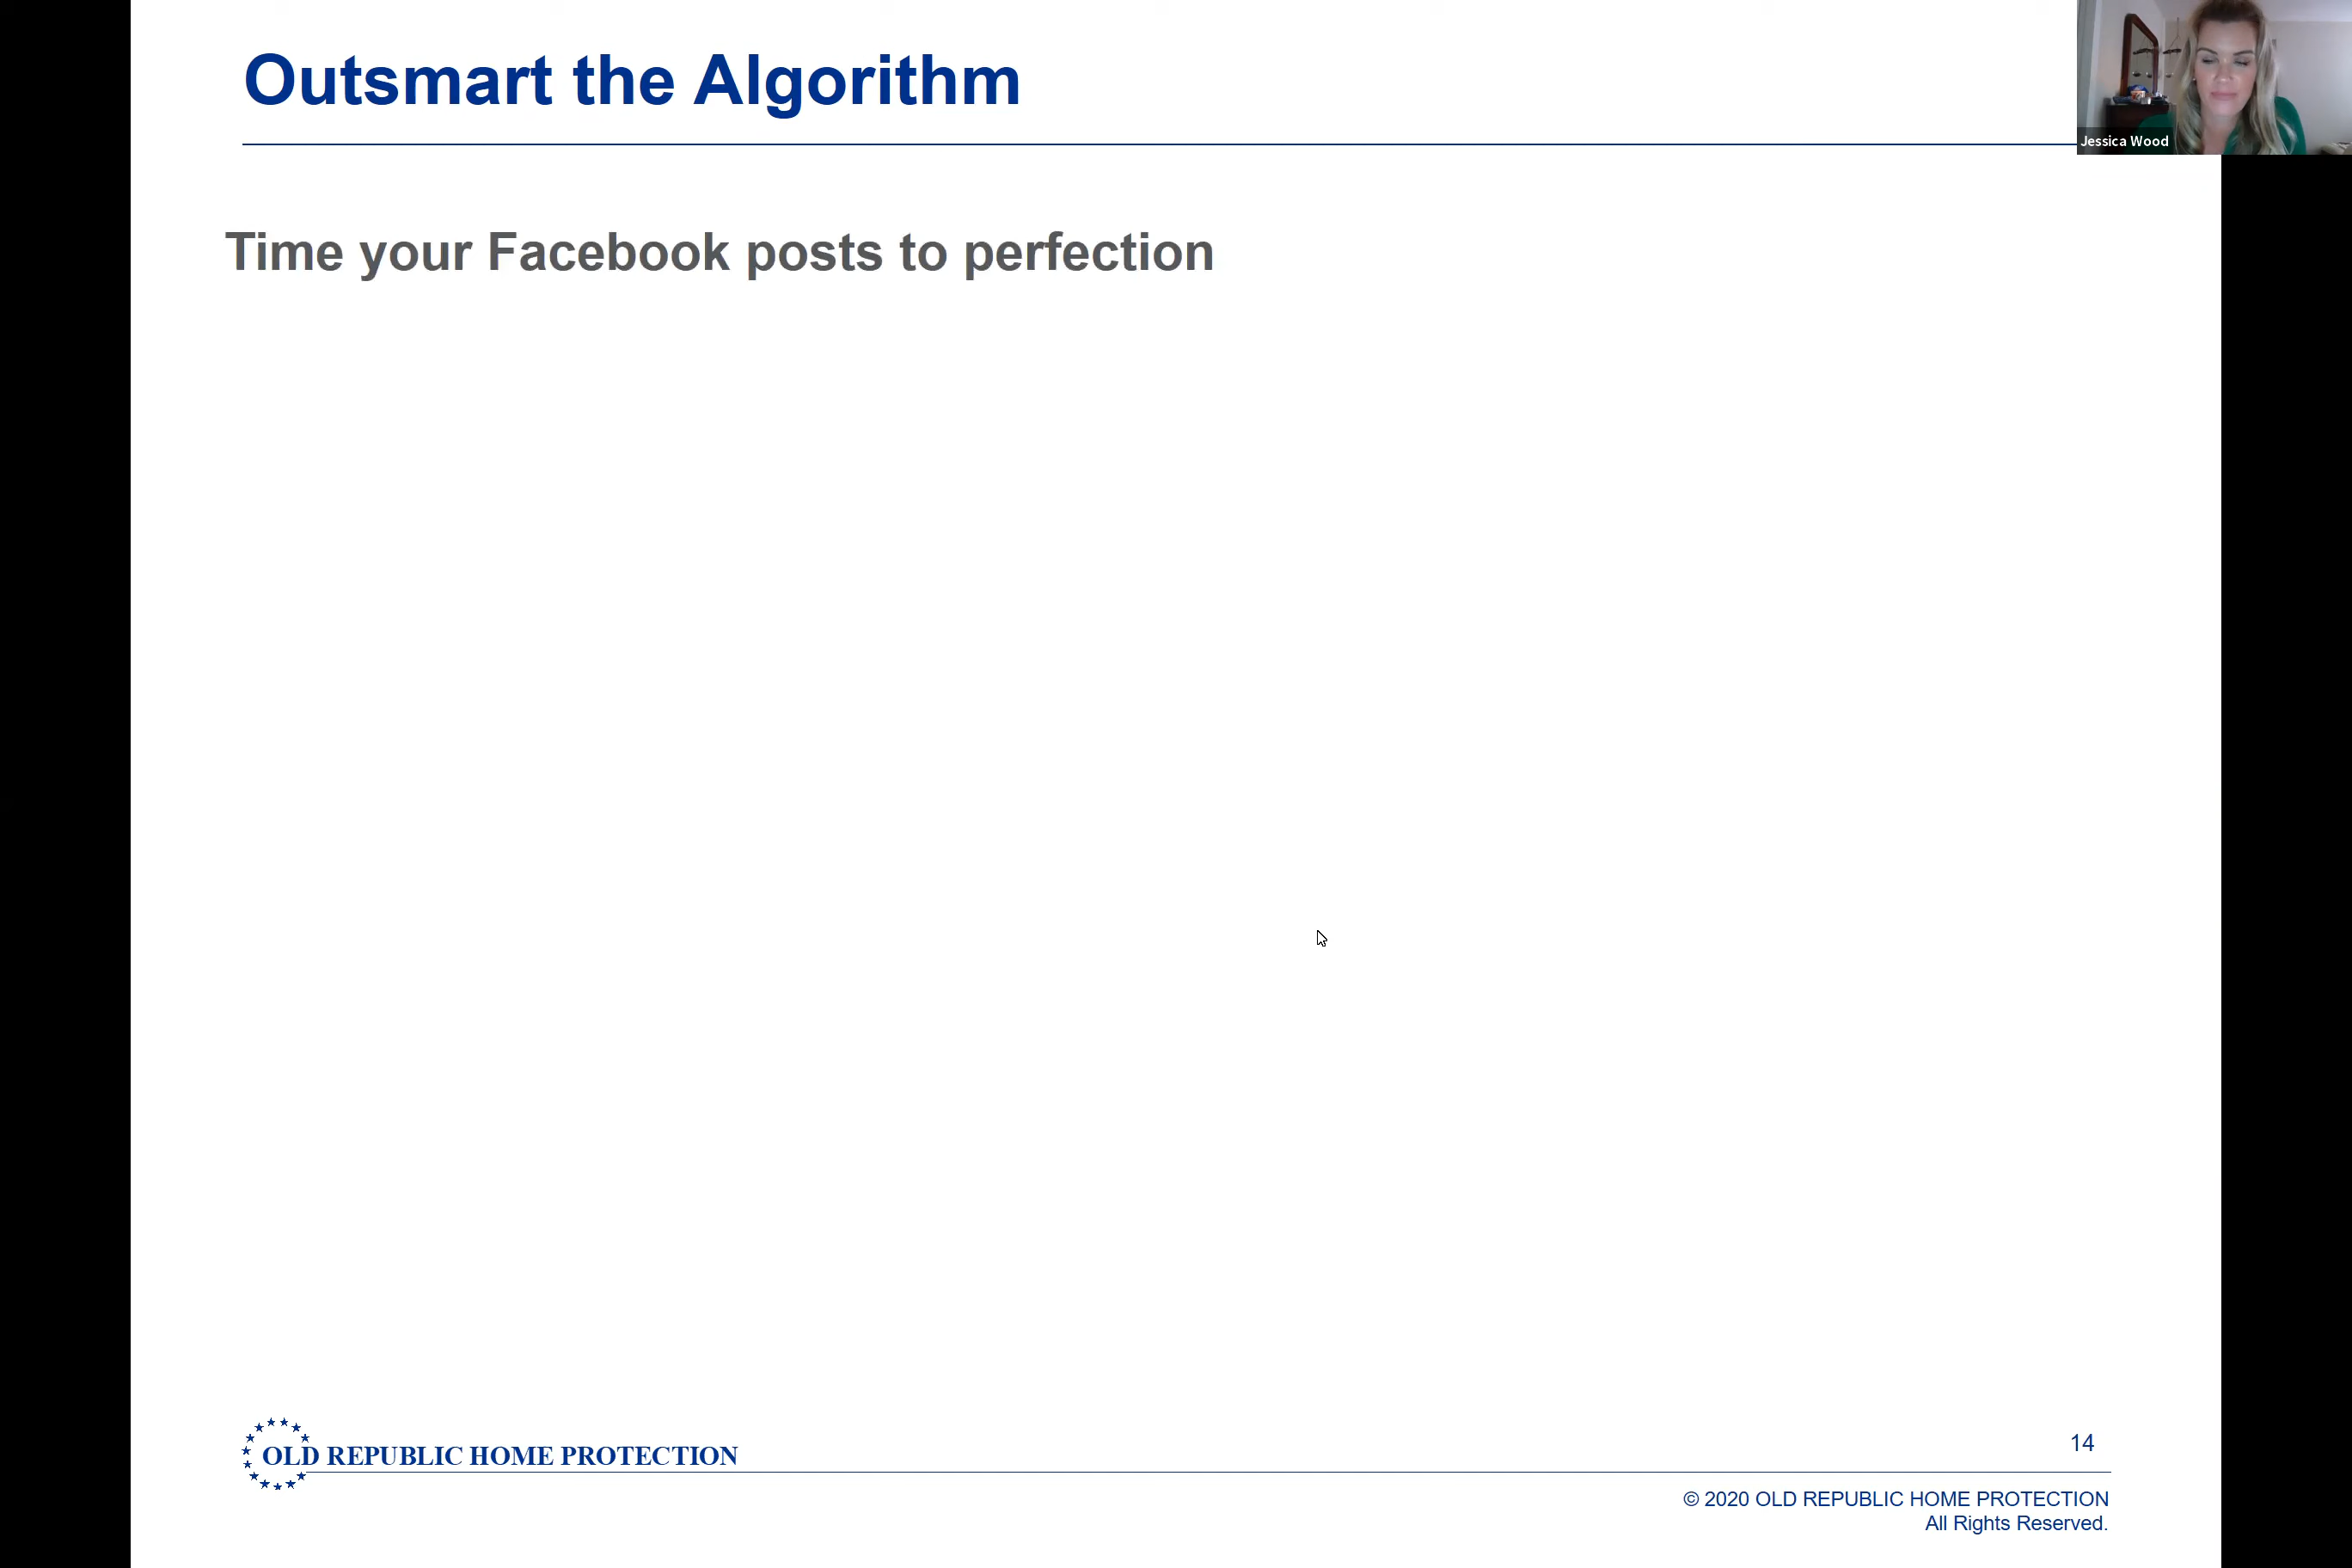 Outsmart the Algorithm
Jessica Wood
Time your Facebook posts to perfection
OLD REPUBLIC HOME PROTECTION
14
© 2020 OLD REPUBLIC HOME PROTECTION
All Rights Reserved.